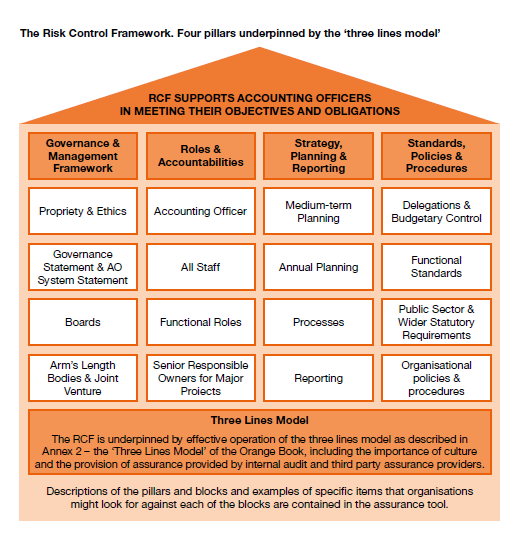 The Risk Control Framework. Four pillars underpinned by the ‘three lines model’
RCF SUPPORTS ACCOUNTING OFFICERS
IN MEETING THEIR OBJECTIVES AND OBLIGATIONS
Governance &
Management
Framework
Roles &
Accountabilities
Strategy,
Planning &
Reporting
Standards,
Policies &
Procedures
Propriety & Ethics
Accounting Officer
Medium-term
Planning
Delegations &
Budgetary Control
Governance
Statement & AO
System Statement
All Staff
Annual Planning
Functional
Standards
Boards
Functional Roles
Processes
Public Sector &
Wider Statutory
Requirements
Arm’s Length
Bodies & Joint
Venture
Senior Responsible
Owners for Major
Projects
Reporting
Organisational
policies &
procedures
Three Lines Model
The RCF is underpinned by effective operation of the three lines model as described in
Annex 2 – the ‘Three Lines Model’ of the Orange Book, including the importance of culture
and the provision of assurance provided by internal audit and third party assurance providers.
Descriptions of the pillars and blocks and examples of specific items that organisations
might look for against each of the blocks are contained in the assurance tool.